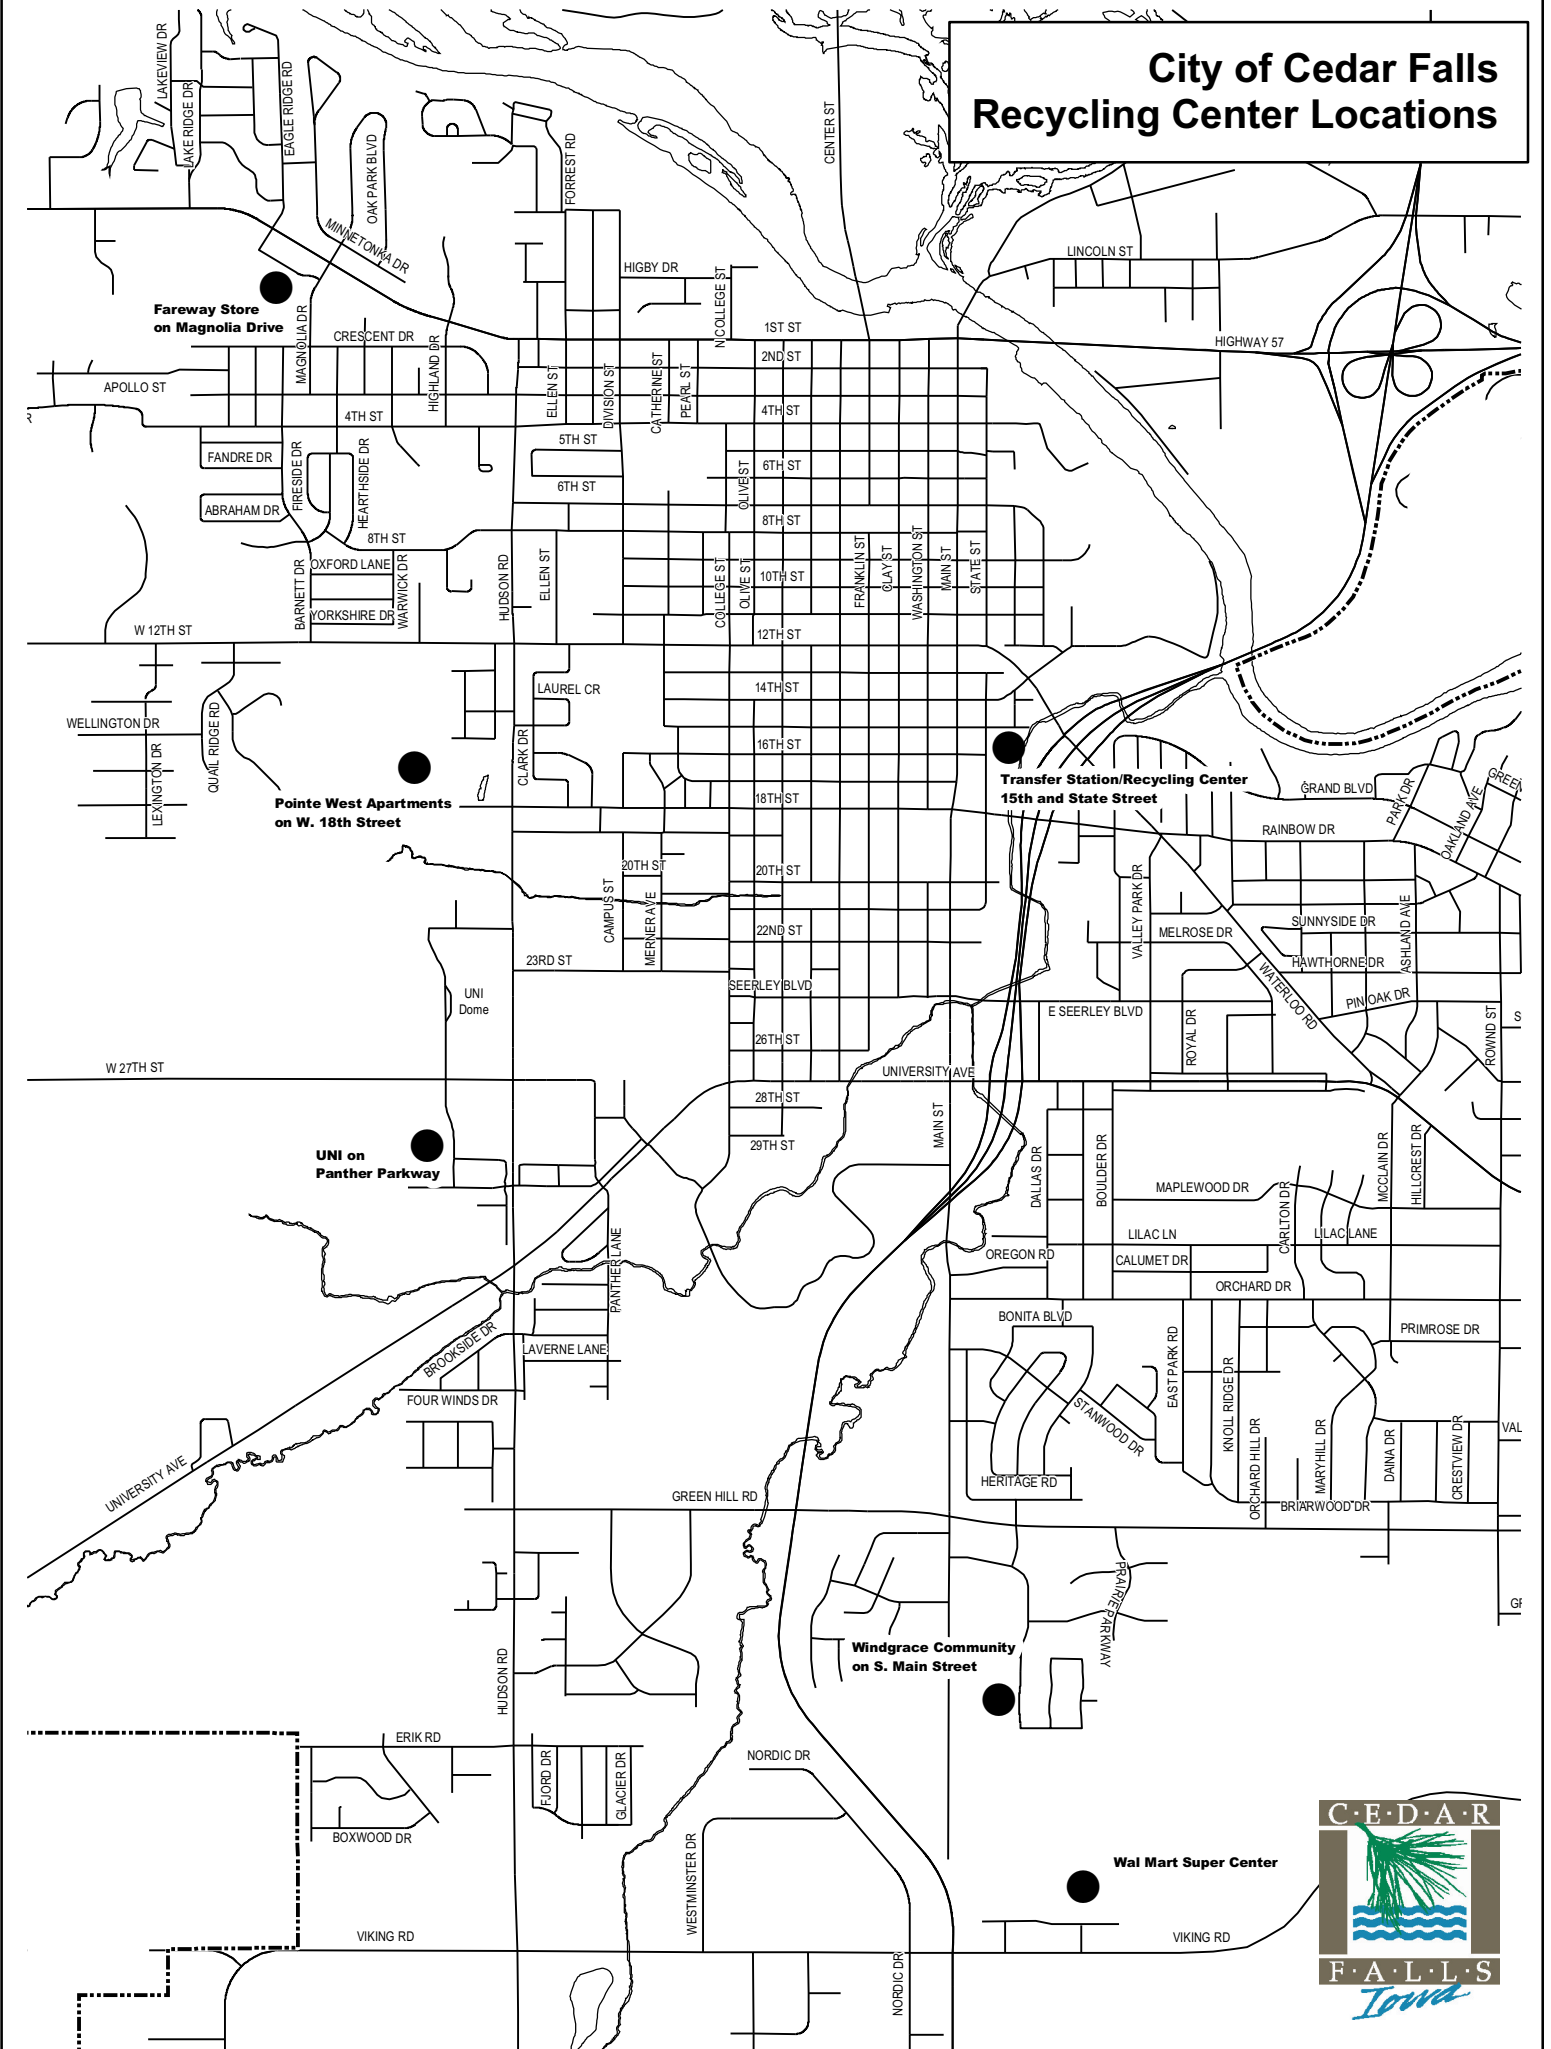 City of Cedar Falls
Recycling Center Locations
LAKEVIEW DR
LAKE RIDGE DR
EAGLE RIDGE RD
OAK PARK BLVD
MINNETONKA DR
FORREST RD
CENTER ST
LINCOLN ST
HIGBY DR
N COLLEGE ST
Fareway Store
on Magnolia Drive
MAGNOLIA DR
CRESCENT DR
HIGHLAND DR
1ST ST
2ND ST
HIGHWAY 57
APOLLO ST
4TH ST
ELLEN ST
DIVISION ST
CATHERINE ST
PEARL ST
4TH ST
FANDRE DR
FIRESIDE DR
HEARTHSIDE DR
5TH ST
6TH ST
OLIVE ST
6TH ST
ABRAHAM DR
8TH ST
8TH ST
BARNETT DR
OXFORD LANE
WARWICK DR
YORKSHIRE DR
HUDSON RD
ELLEN ST
COLLEGE ST
OLIVE ST
10TH ST
FRANKLIN ST
CLAY ST
WASHINGTON ST
MAIN ST
STATE ST
W 12TH ST
12TH ST
LAUREL CR
14TH ST
WELLINGTON DR
LEXINGTON DR
QUAIL RIDGE RD
CLARK DR
16TH ST
Transfer Station/Recycling Center
15th and State Street
Pointe West Apartments
on W. 18th Street
18TH ST
GRAND BLVD
PARK DR
OAKLAND AVE
GREEN
RAINBOW DR
20TH ST
20TH ST
CAMPUS ST
MERNER AVE
VALLEY PARK DR
ASHLAND AVE
SUNNYSIDE DR
MELROSE DR
22ND ST
23RD ST
HAWTHORNE DR
WATERLOO RD
SEERLEY BLVD
UNI
Dome
E SEERLEY BLVD
PIN OAK DR
ROYAL DR
ROWND ST
S
26TH ST
W 27TH ST
UNIVERSITY AVE
28TH ST
MAIN ST
29TH ST
UNI on
Panther Parkway
DALLAS DR
BOULDER DR
MCCLAIN DR
HILLCREST DR
MAPLEWOOD DR
CARLTON DR
LILAC LN
LILAC LANE
OREGON RD
CALUMET DR
PANTHER LANE
ORCHARD DR
BONITA BLVD
PRIMROSE DR
BROOKSIDE DR
LAVERNE LANE
EAST PARK RD
KNOLL RIDGE DR
FOUR WINDS DR
STANWOOD DR
ORCHARD HILL DR
MARYHILL DR
DAINA DR
CRESTVIEW DR
VAL
UNIVERSITY AVE
HERITAGE RD
GREEN HILL RD
BRIARWOOD DR
PRAIRIE PARKWAY
Windgrace Community
on S. Main Street
HUDSON RD
ERIK RD
FJORD DR
GLACIER DR
NORDIC DR
BOXWOOD DR
WESTMINSTER DR
Wal Mart Super Center
VIKING RD
NORDIC DR
VIKING RD
C·E·D·A·R
F·A·L·L·S
Iowa